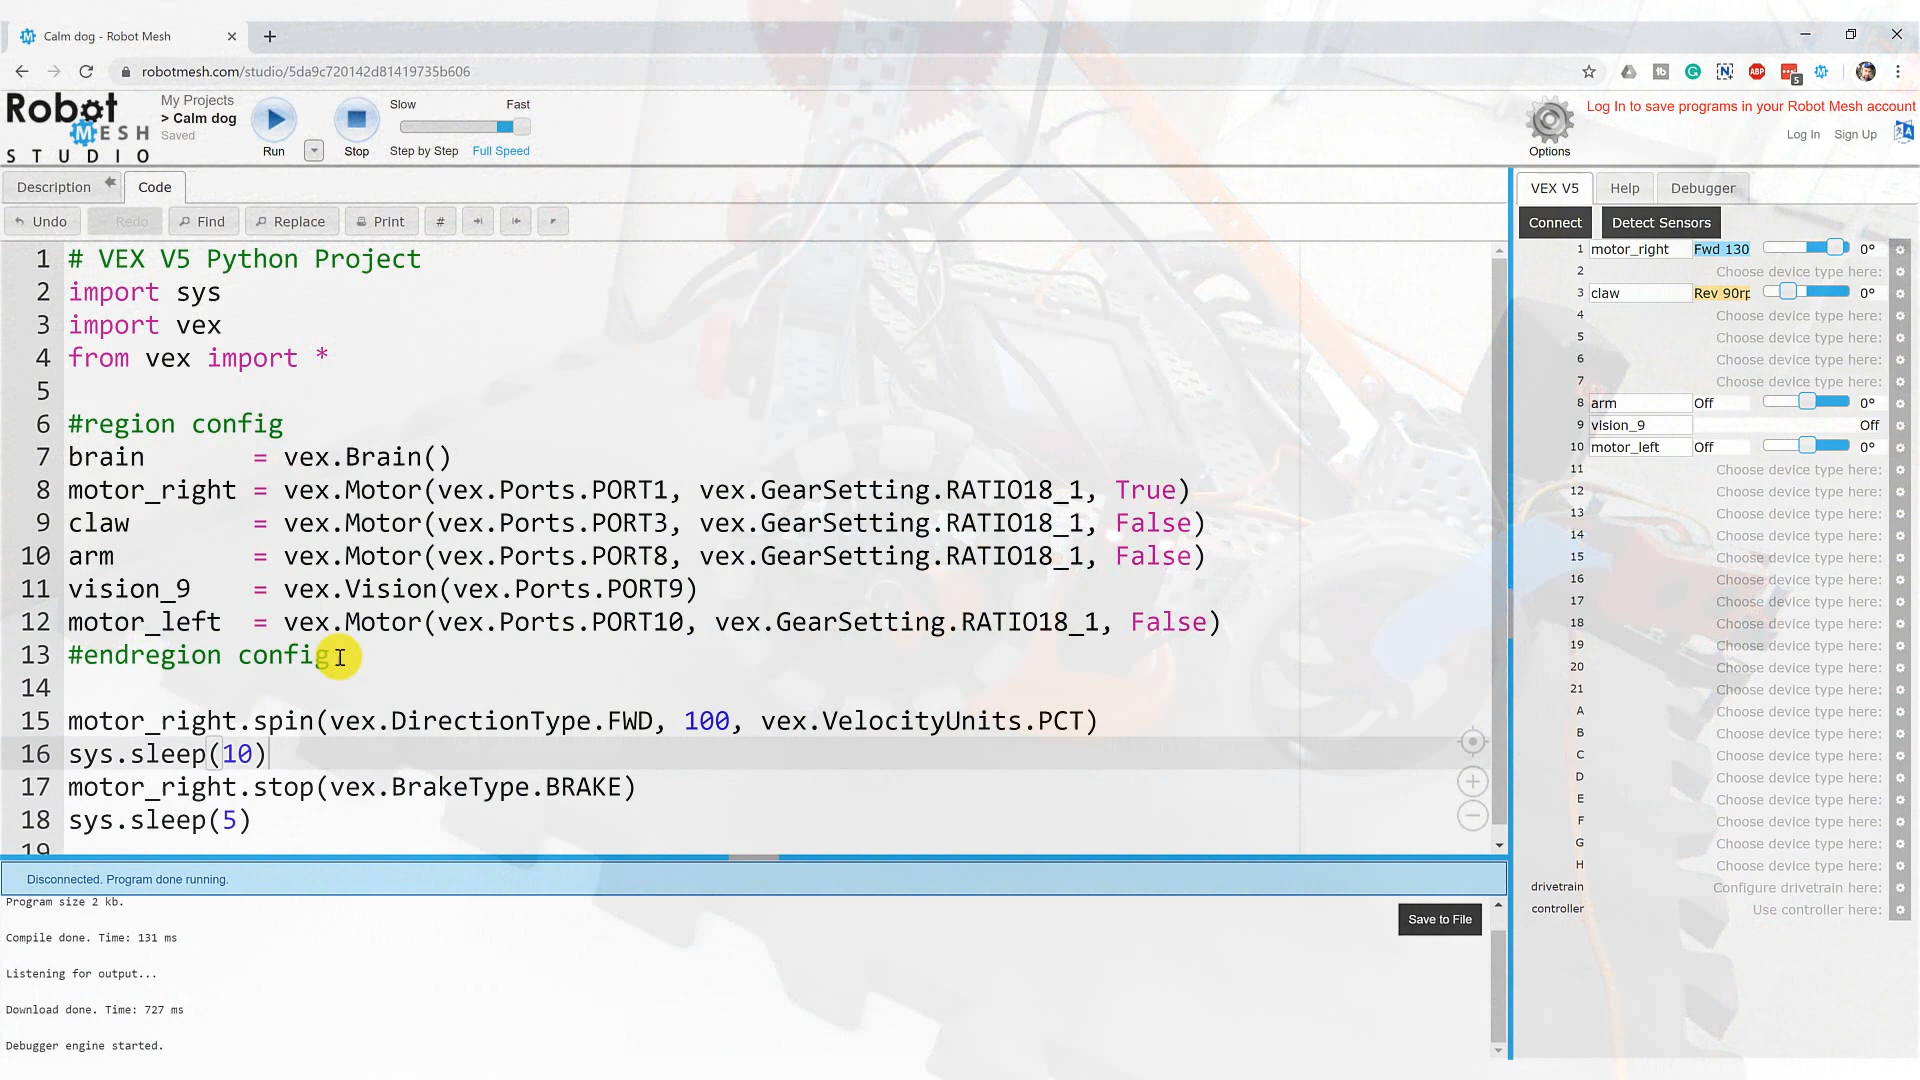 Calm dog - Robot Mesh
robotmesh.com/studio/5da9c720142d81419735b606
ABP
5
Robot
MESH
STUDIO
My Projects
> Calm dog
Saved
Run
Stop
Slow Fast
Step by Step Full Speed
Options
Log In to save programs in your Robot Mesh account
Log In Sign Up
Description Code
Undo Redo Find Replace Print #
1 # VEX V5 Python Project
2 import sys
3 import vex
4 from vex import *
5
6 #region config
7 brain = vex.Brain()
8 motor_right = vex.Motor(vex.Ports.PORT1, vex.GearSetting.RATIO18_1, True)
9 claw = vex.Motor(vex.Ports.PORT3, vex.GearSetting.RATIO18_1, False)
10 arm = vex.Motor(vex.Ports.PORT8, vex.GearSetting.RATIO18_1, False)
11 vision_9 = vex.Vision(vex.Ports.PORT9)
12 motor_left = vex.Motor(vex.Ports.PORT10, vex.GearSetting.RATIO18_1, False)
13 #endregion config
14
15 motor_right.spin(vex.DirectionType.FWD, 100, vex.VelocityUnits.PCT)
16 sys.sleep(10)
17 motor_right.stop(vex.BrakeType.BRAKE)
18 sys.sleep(5)
19
Disconnected. Program done running.
Program size 2 kb.
Compile done. Time: 131 ms
Listening for output...
Download done. Time: 727 ms
Debugger engine started.
Save to File
VEX V5 Help Debugger
Connect Detect Sensors
1 motor_right Fwd 130 0°
2 Choose device type here:
3 claw Rev 90rp 0°
4 Choose device type here:
5 Choose device type here:
6 Choose device type here:
7 Choose device type here:
8 arm Off 0°
9 vision_9 Off
10 motor_left Off 0°
11 Choose device type here:
12 Choose device type here:
13 Choose device type here:
14 Choose device type here:
15 Choose device type here:
16 Choose device type here:
17 Choose device type here:
18 Choose device type here:
19 Choose device type here:
20 Choose device type here:
21 Choose device type here:
A Choose device type here:
B Choose device type here:
C Choose device type here:
D Choose device type here:
E Choose device type here:
F Choose device type here:
G Choose device type here:
H Choose device type here:
drivetrain Configure drivetrain here:
controller Use controller here: